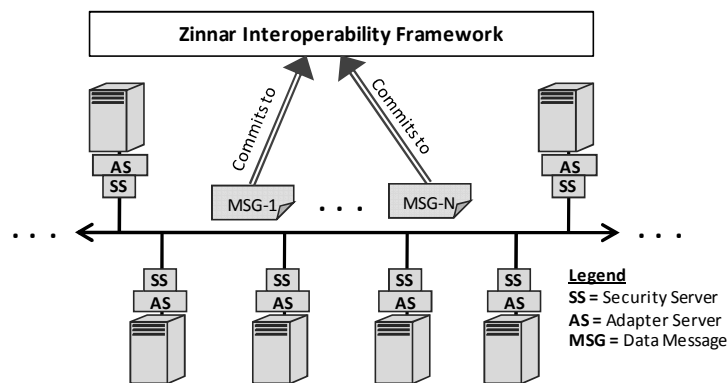 Zinnar Interoperability Framework
Commits to
Commits to
AS
SS
AS
SS
MSG-1
. . .
MSG-N
. . .
. . .
SS
AS
SS
AS
SS
AS
SS
AS
Legend
SS = Security Server
AS = Adapter Server
MSG = Data Message